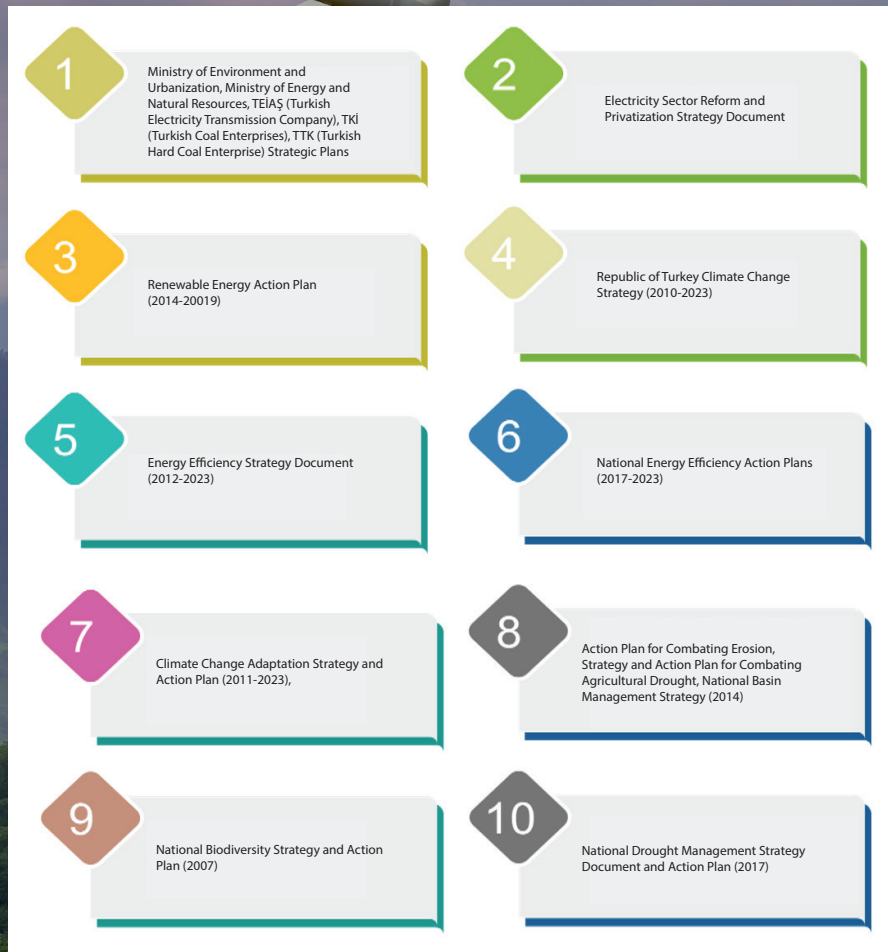 1
Ministry of Environment and
Urbanization, Ministry of Energy and
Natural Resources, TEİAŞ (Turkish
Electricity Transmission Company), TKİ
(Turkish Coal Enterprises), TTK (Turkish
Hard Coal Enterprise) Strategic Plans
2
Electricity Sector Reform and
Privatization Strategy Document
3
Renewable Energy Action Plan
(2014-20019)
4
Republic of Turkey Climate Change
Strategy (2010-2023)
5
Energy Efficiency Strategy Document
(2012-2023)
6
National Energy Efficiency Action Plans
(2017-2023)
7
Climate Change Adaptation Strategy and
Action Plan (2011-2023),
8
Action Plan for Combating Erosion,
Strategy and Action Plan for Combating
Agricultural Drought, National Basin
Management Strategy (2014)
9
National Biodiversity Strategy and Action
Plan (2007)
10
National Drought Management Strategy
Document and Action Plan (2017)